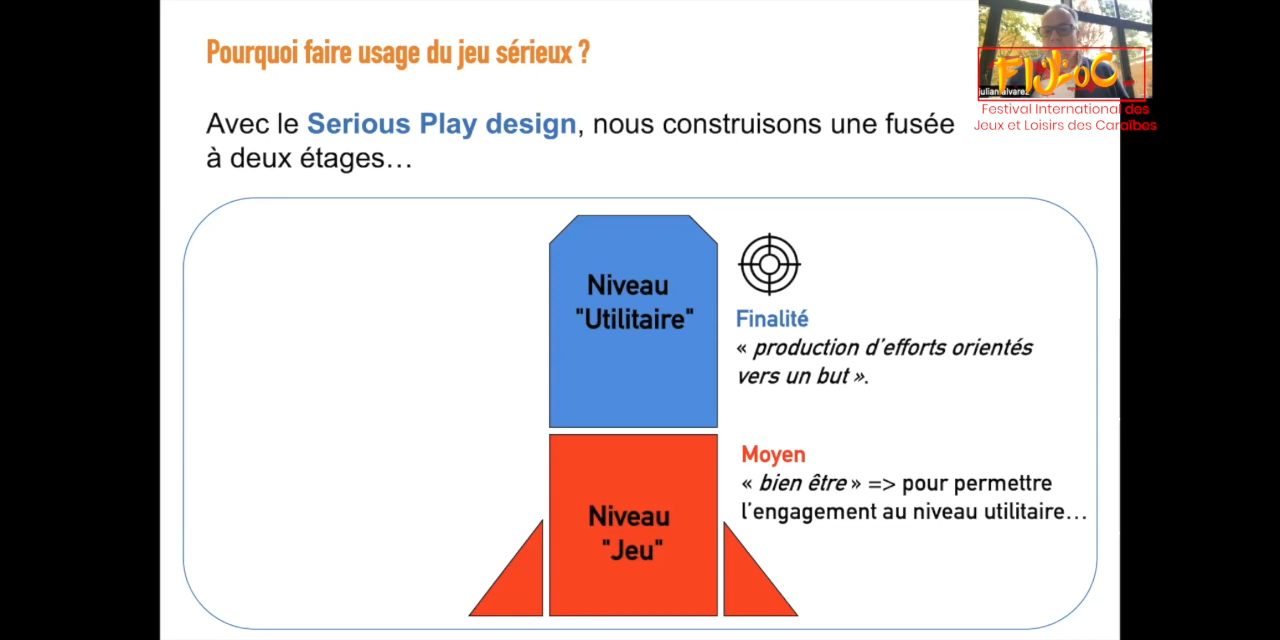 Pourquoi faire usage du jeu sérieux ?
Avec le Serious Play design, nous construisons une fusée
à deux étages…
FIJLOC
julian alvarez
Festival International des
Jeux et Loisirs des Caraïbes
Niveau
"Utilitaire"
Finalité
« production d’efforts orientés
vers un but ».
Moyen
« bien être » => pour permettre
l’engagement au niveau utilitaire…
Niveau
"Jeu"